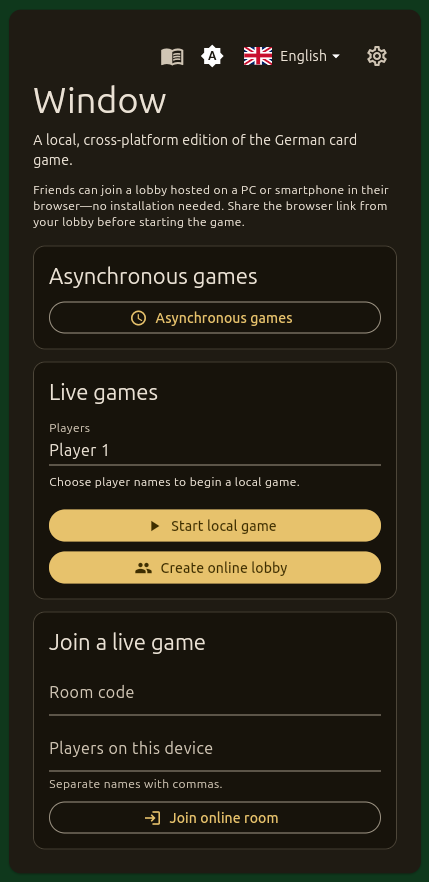 A
English
Window
A local, cross-platform edition of the German card
game.
Friends can join a lobby hosted on a PC or smartphone in their
browser—no installation needed. Share the browser link from
your lobby before starting the game.
Asynchronous games
Asynchronous games
Live games
Players
Player 1
Choose player names to begin a local game.
Start local game
Create online lobby
Join a live game
Room code
Players on this device
Separate names with commas.
Join online room